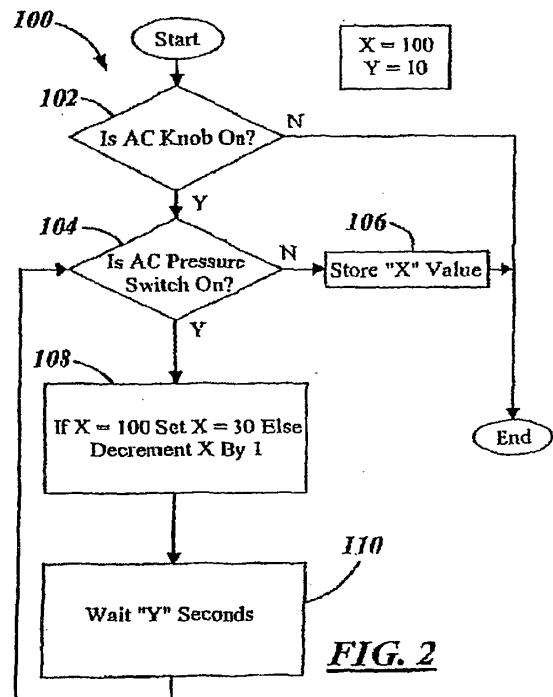 100
Start
X = 100
Y = 10
102
Is AC Knob On?
N
Y
104
Is AC Pressure
Switch On?
N
106
Store "X" Value
Y
108
If X = 100 Set X = 30 Else
Decrement X By 1
End
110
Wait "Y" Seconds
FIG. 2